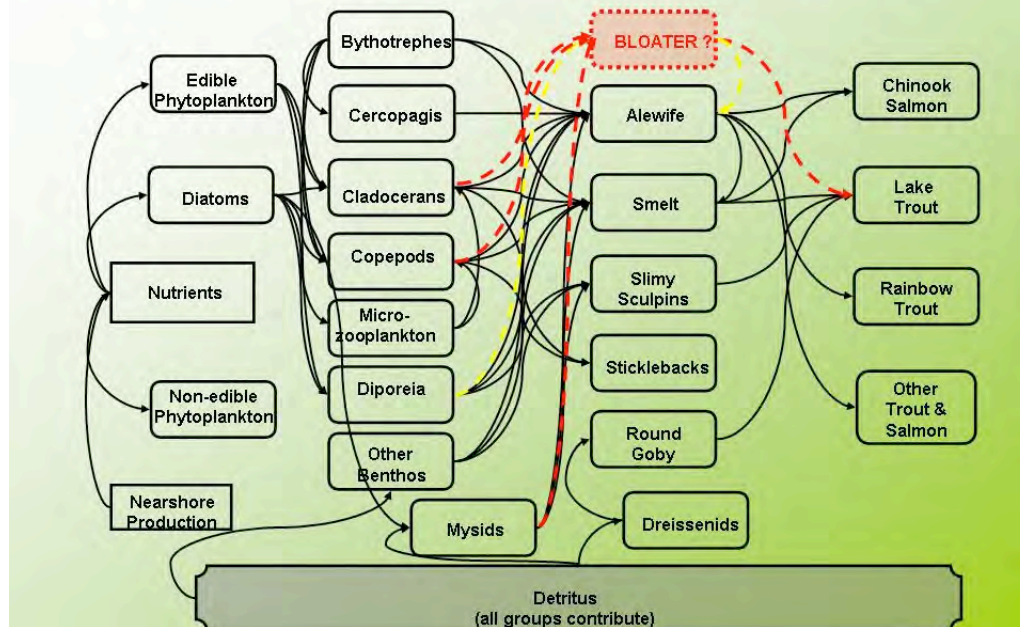 Bythotrephes
BLOATER ?
Edible
Phytoplankton
Chinook
Salmon
Cercopagis
Alewife
Diatoms
Cladocerans
Smelt
Lake
Trout
Copepods
Slimy
Sculpins
Nutrients
Rainbow
Trout
Micro-
zooplankton
Sticklebacks
Diporeia
Non-edible
Phytoplankton
Other
Trout &
Salmon
Round
Goby
Other
Benthos
Nearshore
Production
Mysids
Dreissenids
Detritus
(all groups contribute)